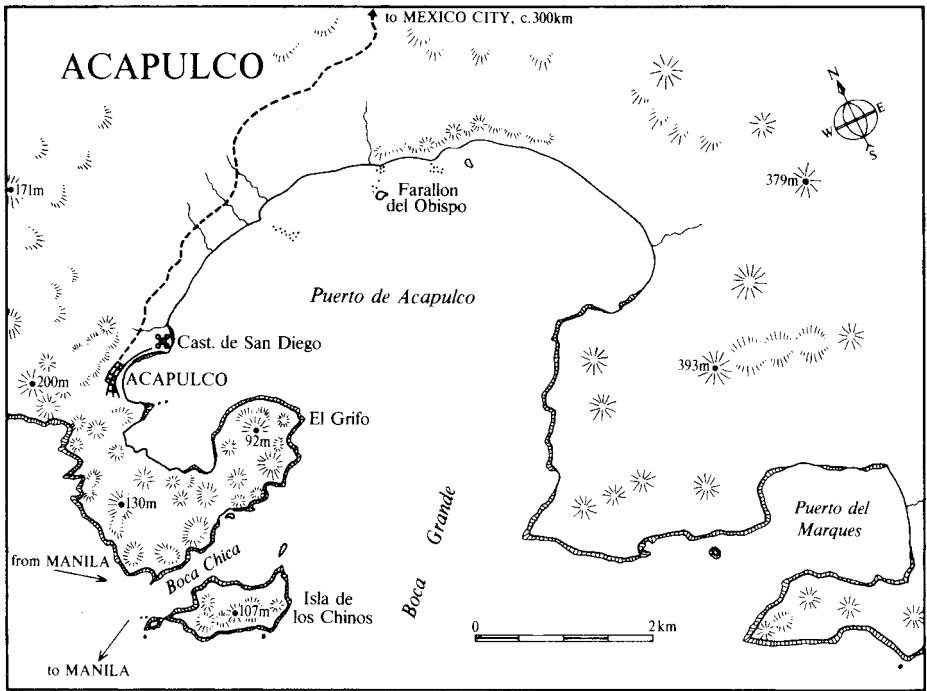 to MEXICO CITY, c.300km
ACAPULCO
N
E
W
S
171m
379m
Farallon
del Obispo
Puerto de Acapulco
Cast. de San Diego
393m
200m
ACAPULCO
El Grifo
92m
130m
Puerto del
Marques
Boca Grande
from MANILA
Boca Chica
Isla de
los Chinos
107m
0
2km
to MANILA